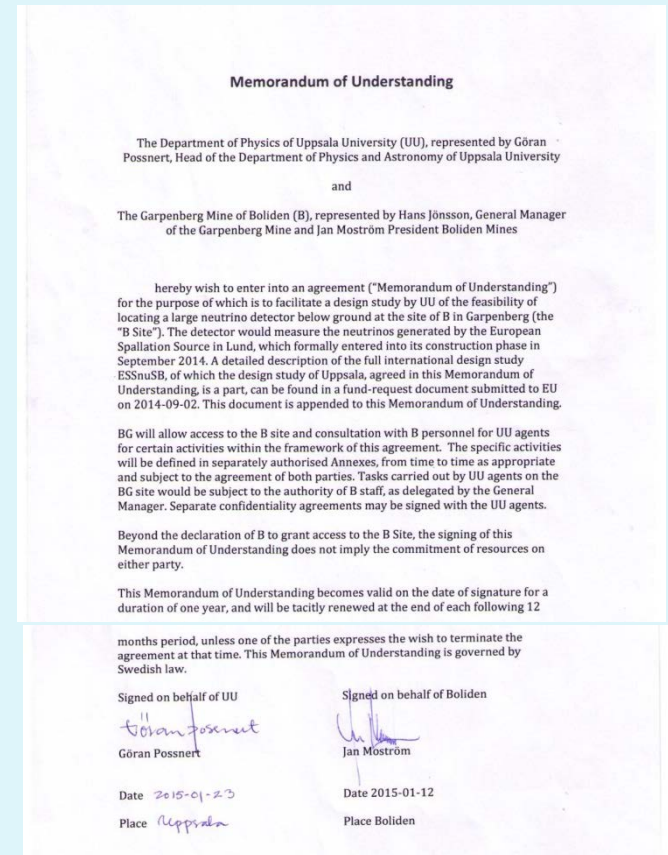 Memorandum of Understanding
The Department of Physics of Uppsala University (UU), represented by Göran
Possnert, Head of the Department of Physics and Astronomy of Uppsala University
and
The Garpenberg Mine of Boliden (B), represented by Hans Jönsson, General Manager
of the Garpenberg Mine and Jan Moström President Boliden Mines
hereby wish to enter into an agreement ("Memorandum of Understanding")
for the purpose of which is to facilitate a design study by UU of the feasibility of
locating a large neutrino detector below ground at the site of B in Garpenberg (the
"B Site"). The detector would measure the neutrinos generated by the European
Spallation Source in Lund, which formally entered into its construction phase in
September 2014. A detailed description of the full international design study
ESSnuSB, of which the design study of Uppsala, agreed in this Memorandum of
Understanding, is a part, can be found in a fund-request document submitted to EU
on 2014-09-02. This document is appended to this Memorandum of Understanding.
BG will allow access to the B site and consultation with B personnel for UU agents
for certain activities within the framework of this agreement. The specific activities
will be defined in separately authorised Annexes, from time to time as appropriate
and subject to the agreement of both parties. Tasks carried out by UU agents on the
BG site would be subject to the authority of B staff, as delegated by the General
Manager. Separate confidentiality agreements may be signed with the UU agents.
Beyond the declaration of B to grant access to the B Site, the signing of this
Memorandum of Understanding does not imply the commitment of resources on
either party.
This Memorandum of Understanding becomes valid on the date of signature for a
duration of one year, and will be tacitly renewed at the end of each following 12
months period, unless one of the parties expresses the wish to terminate the
agreement at that time. This Memorandum of Understanding is governed by
Swedish law.
Signed on behalf of UU Signed on behalf of Boliden
Göran Possnert
Göran Possnert Jan Moström
Date 2015-01-23 Date 2015-01-12
Place Uppsala Place Boliden